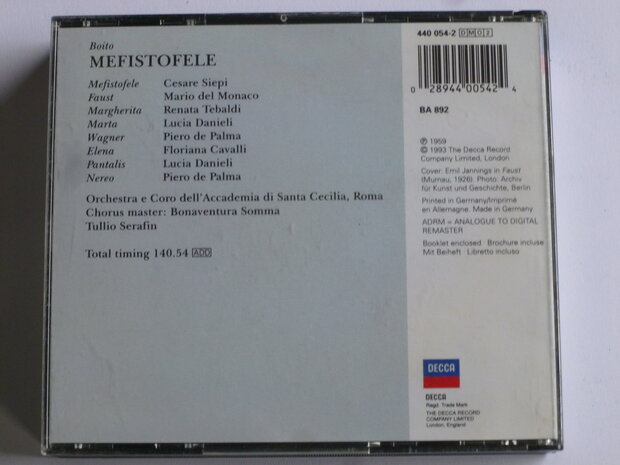 Boito
MEFISTOFELE
Mefistofele Cesare Siepi
Faust Mario del Monaco
Margherita Renata Tebaldi
Marta Lucia Danieli
Wagner Piero de Palma
Elena Floriana Cavalli
Pantalis Lucia Danieli
Nereo Piero de Palma
Orchestra e Coro dell'Accademia di Santa Cecilia, Roma
Chorus master: Bonaventura Somma
Tullio Serafin
Total timing 140.54 ADD
440 054-2 DMO2
0 28944 00542 4
BA 892
Ⓟ 1959
© 1993 The Decca Record
Company Limited, London
Cover: Emil Jannings in Faust
(Murnau, 1926). Photo: Archiv
für Kunst und Geschichte, Berlin
Printed in Germany/Imprimé
en Allemagne. Made in Germany
ADRM = ANALOGUE TO DIGITAL
REMASTER
Booklet enclosed · Brochure incluse
Mit Beiheft · Libretto incluso
DECCA
DECCA
Regd. Trade Mark
THE DECCA RECORD
COMPANY LIMITED
London, England